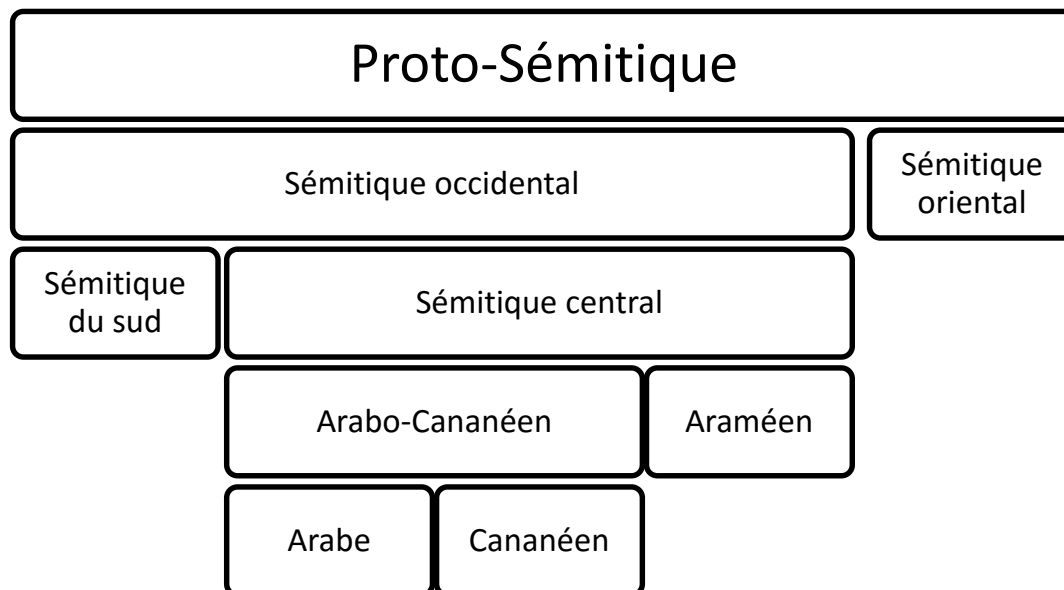 Proto-Sémitique
Sémitique occidental
Sémitique
oriental
Sémitique
du sud
Sémitique central
Arabo-Cananéen
Araméen
Arabe
Cananéen